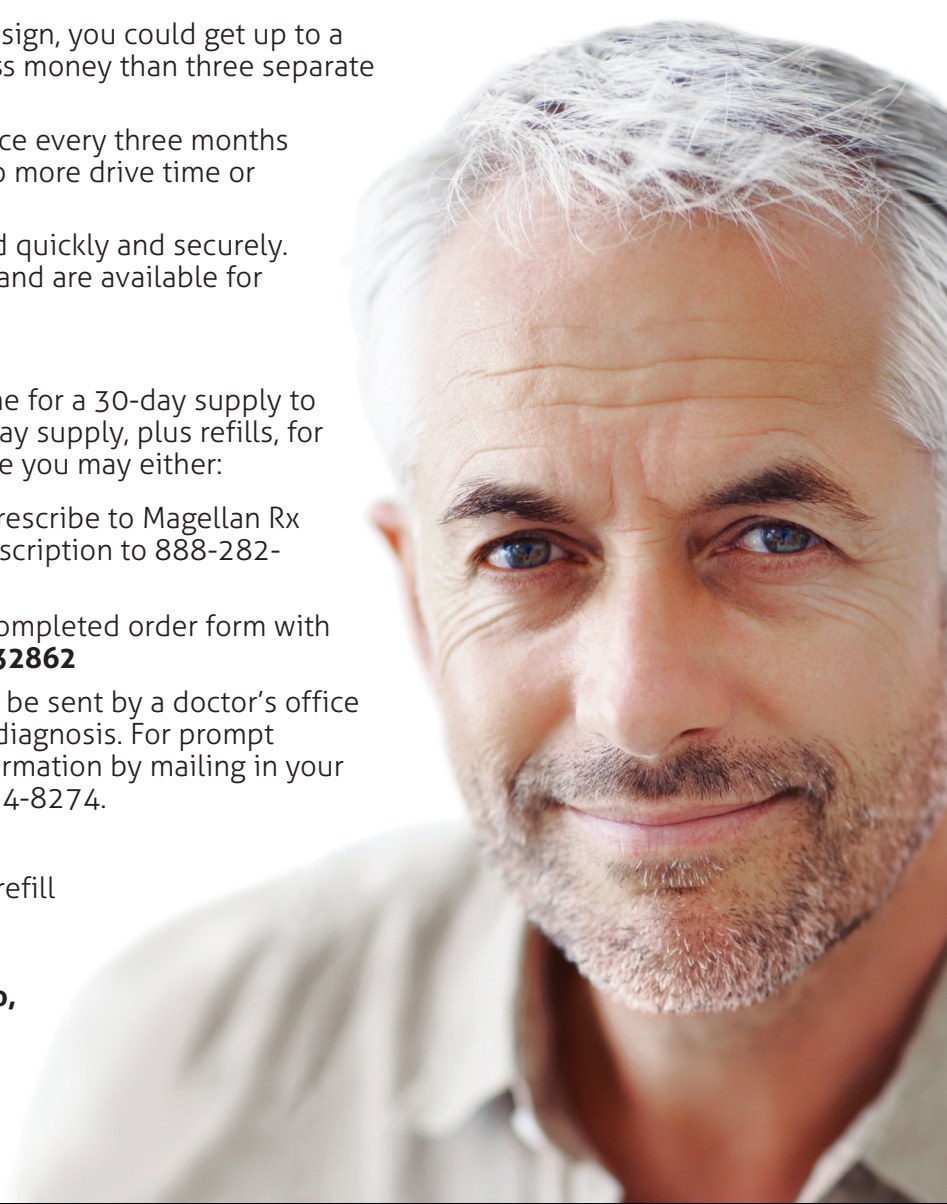 sign, you could get up to a
ss money than three separate
ce every three months
o more drive time or
d quickly and securely.
and are available for
ne for a 30-day supply to
ay supply, plus refills, for
e you may either:
rescribe to Magellan Rx
scription to 888-282-
ompleted order form with
32862
be sent by a doctor’s office
diagnosis. For prompt
rmation by mailing in your
4-8274.
refill
o,